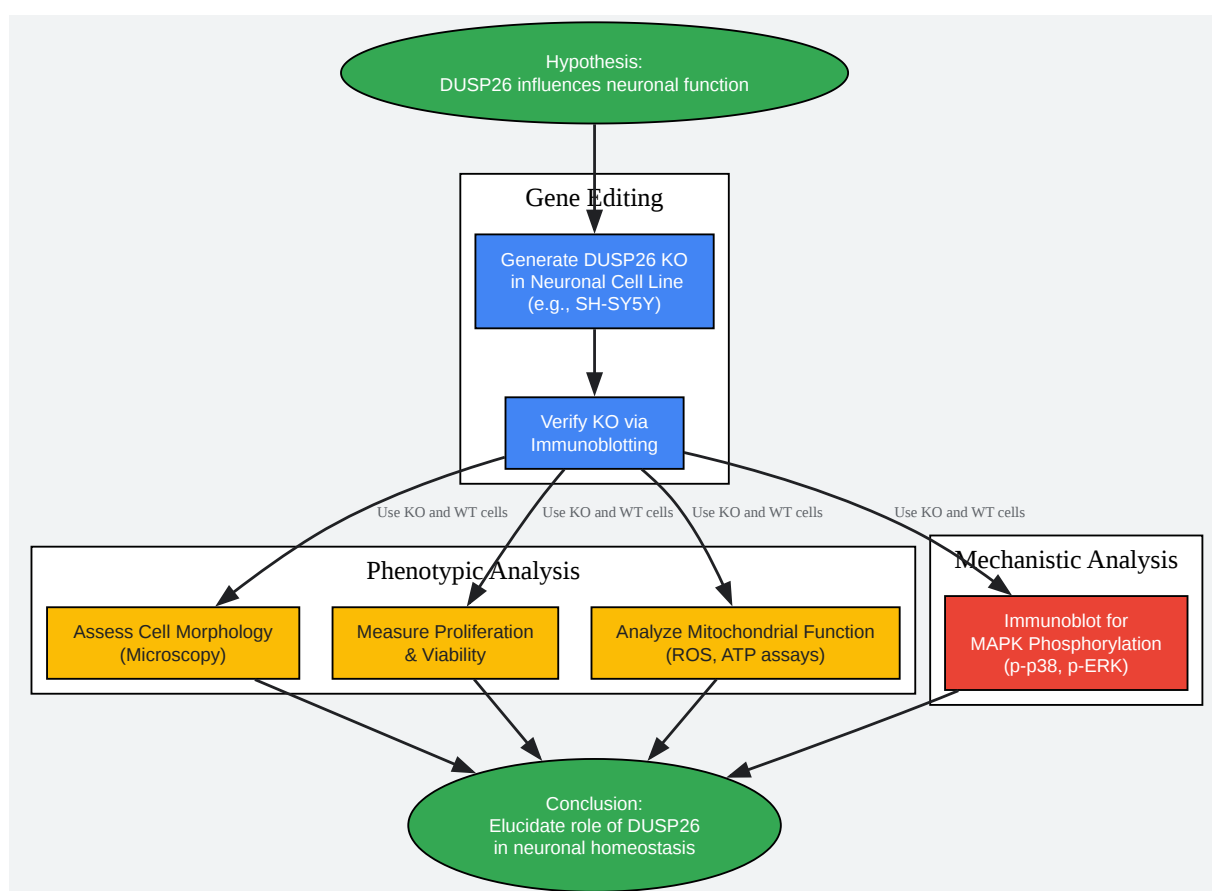 Hypothesis:
DUSP26 influences neuronal function
Gene Editing
Generate DUSP26 KO
in Neuronal Cell Line
(e.g., SH-SY5Y)
Verify KO via
Immunoblotting
Use KO and WT cells
Use KO and WT cells
Use KO and WT cells
Use KO and WT cells
Phenotypic Analysis
Assess Cell Morphology
(Microscopy)
Measure Proliferation
& Viability
Analyze Mitochondrial Function
(ROS, ATP assays)
Mechanistic Analysis
Immunoblot for
MAPK Phosphorylation
(p-p38, p-ERK)
Conclusion:
Elucidate role of DUSP26
in neuronal homeostasis